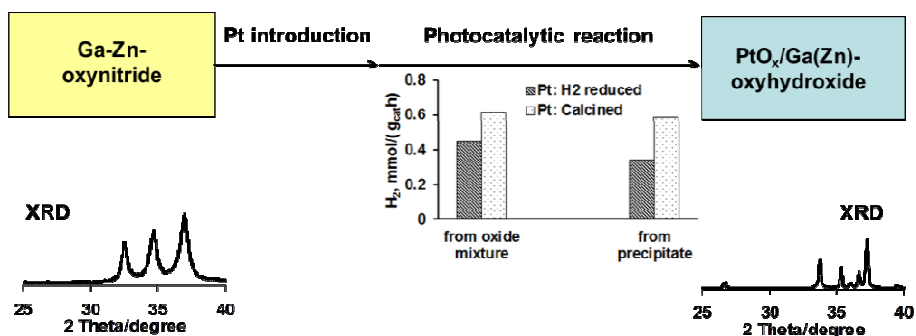 Ga-Zn-
oxynitride
Pt introduction
Photocatalytic reaction
PtOx/Ga(Zn)-
oxyhydroxide
0.8
0.6
0.4
0.2
0
H2, mmol/(gcath)
Pt: H2 reduced
Pt: Calcined
from oxide
mixture
from
precipitate
XRD
25 30 35 40
2 Theta/degree
XRD
25 30 35 40
2 Theta/degree